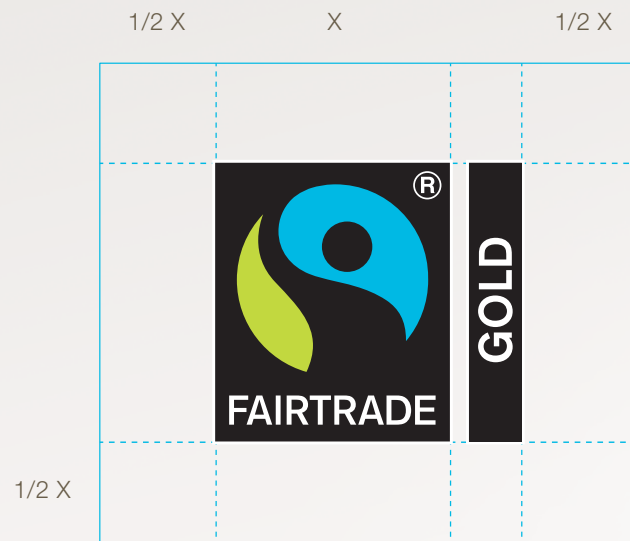 1/2 X
X
1/2 X
®
GOLD
FAIRTRADE
1/2 X